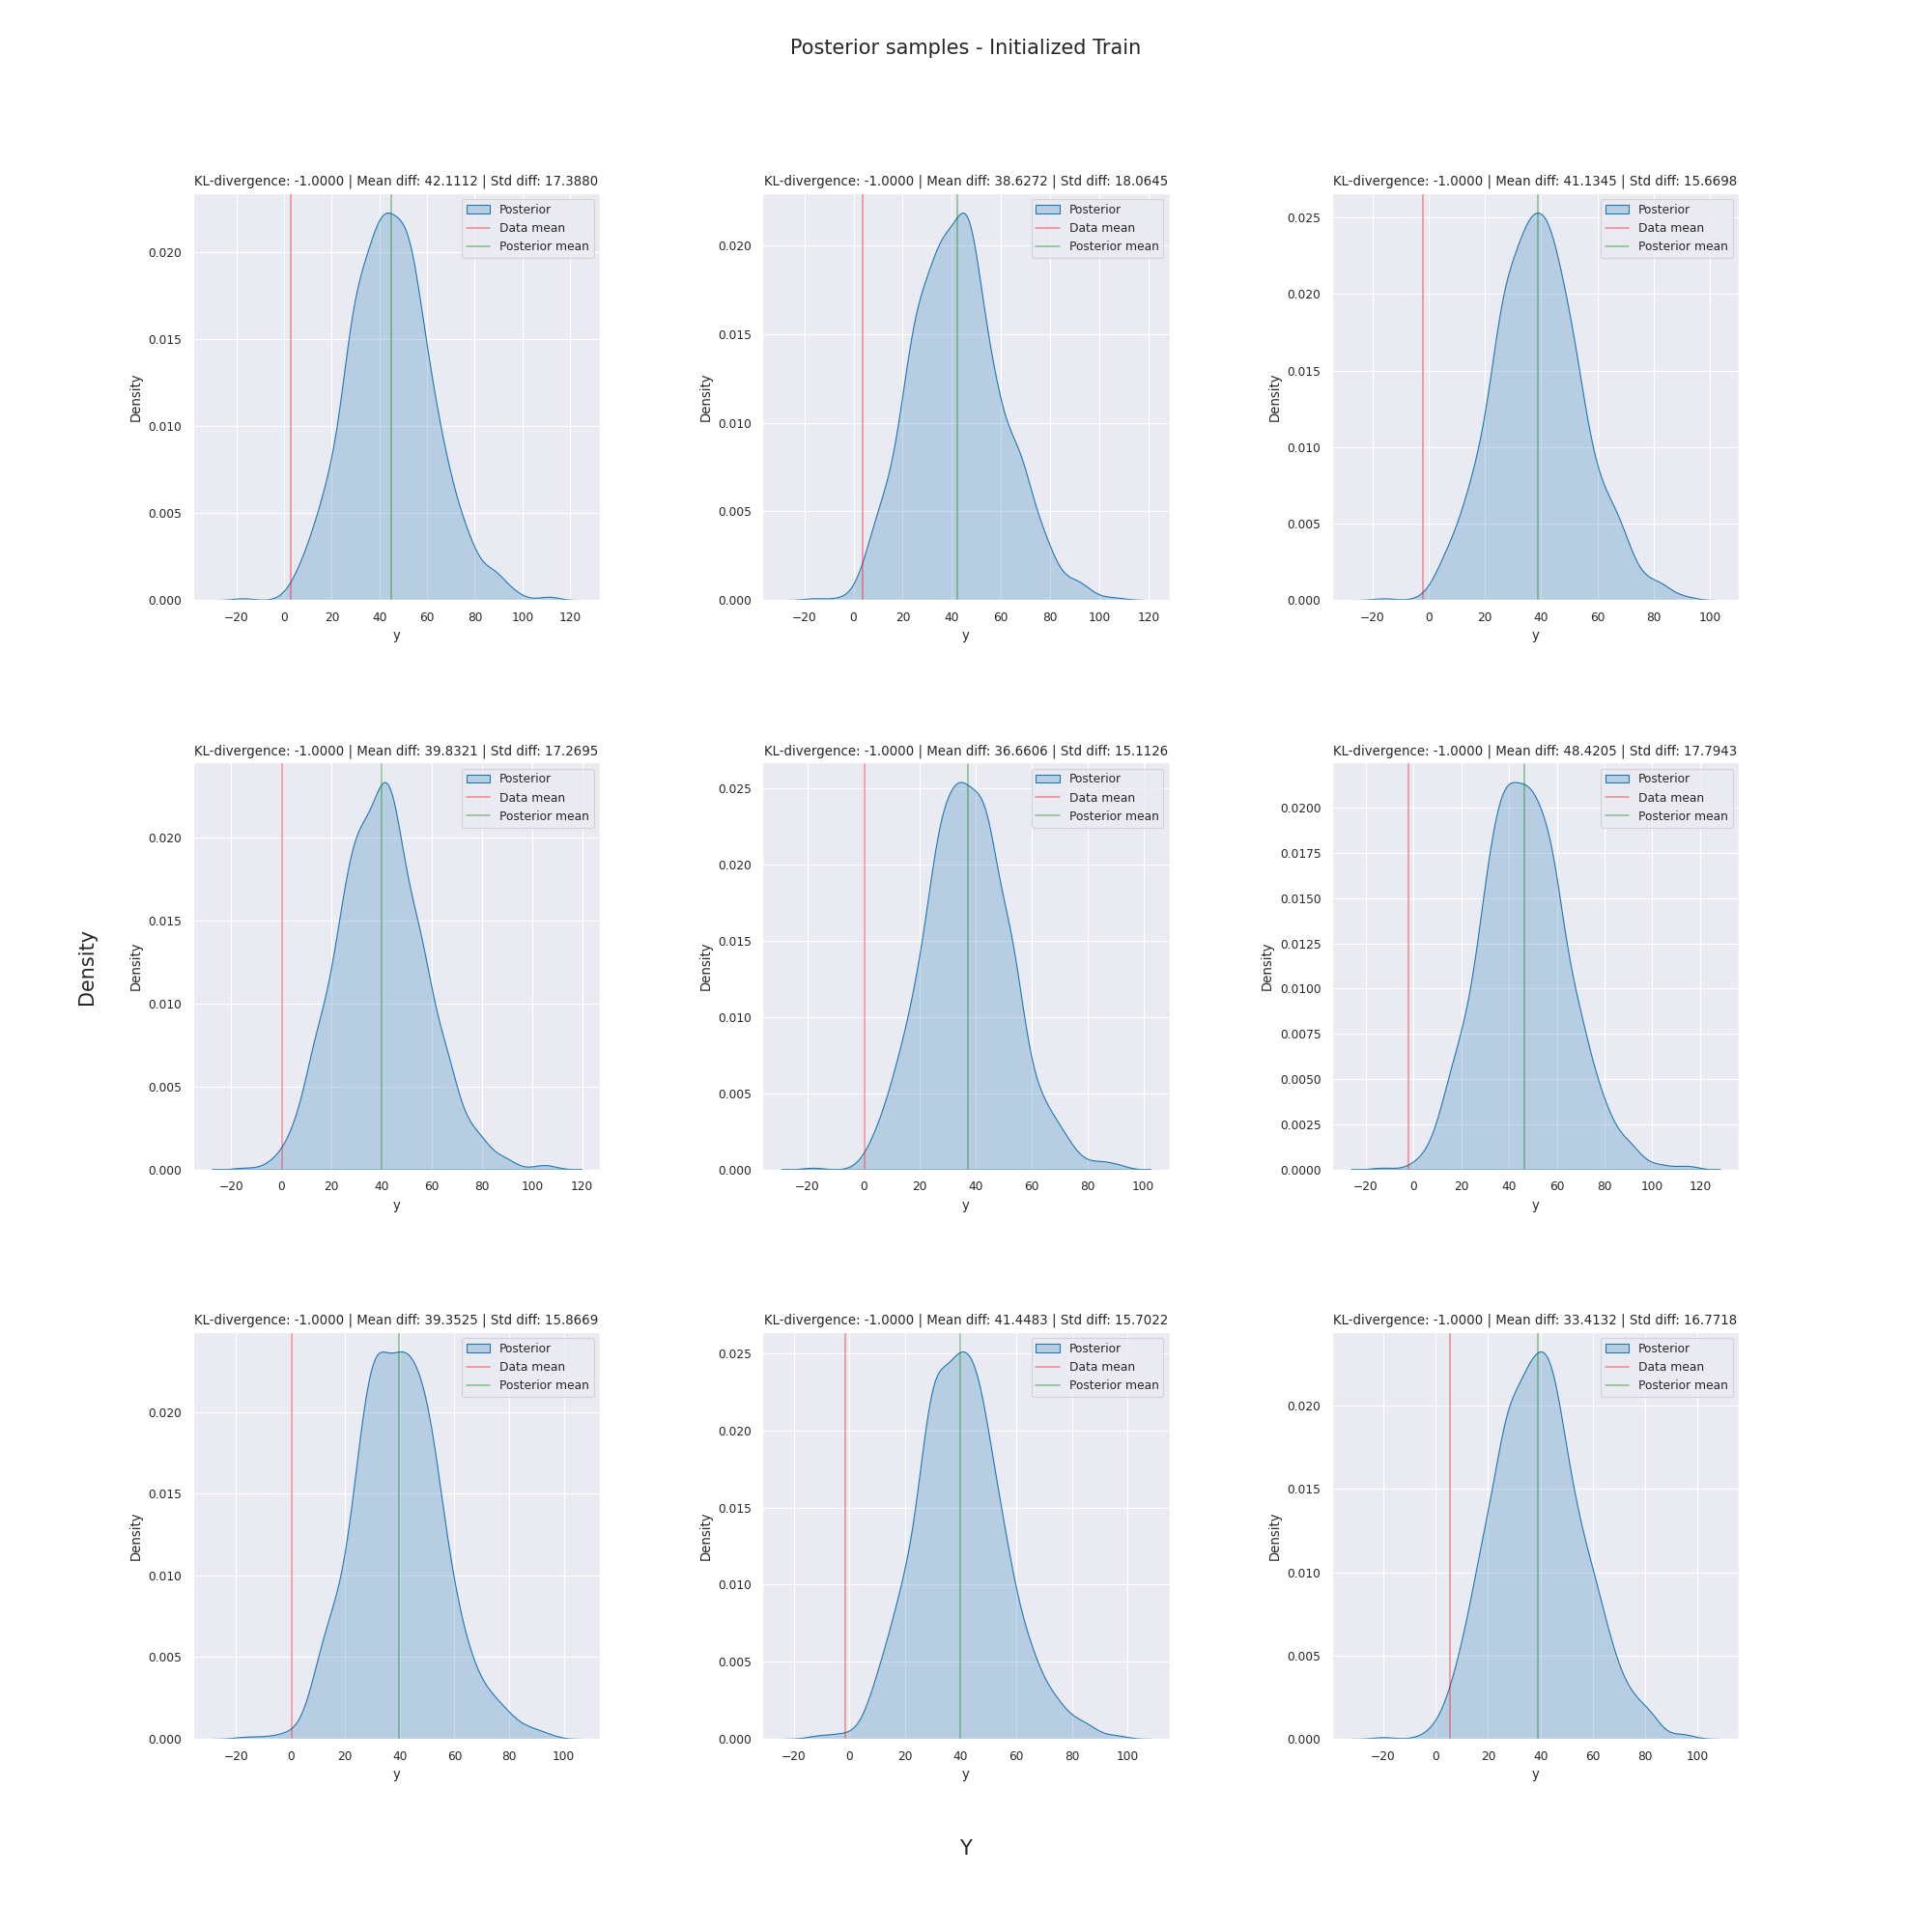 Posterior samples - Initialized Train
KL-divergence: -1.0000 | Mean diff: 42.1112 | Std diff: 17.3880
Posterior
Data mean
Posterior mean
0.020
0.015
0.010
0.005
0.000
Density
−20 0 20 40 60 80 100 120
y
KL-divergence: -1.0000 | Mean diff: 38.6272 | Std diff: 18.0645
Posterior
Data mean
Posterior mean
0.020
0.015
0.010
0.005
0.000
Density
−20 0 20 40 60 80 100 120
y
KL-divergence: -1.0000 | Mean diff: 41.1345 | Std diff: 15.6698
Posterior
Data mean
Posterior mean
0.025
0.020
0.015
0.010
0.005
0.000
Density
−20 0 20 40 60 80 100
y
Density
KL-divergence: -1.0000 | Mean diff: 39.8321 | Std diff: 17.2695
Posterior
Data mean
Posterior mean
0.020
0.015
0.010
0.005
0.000
Density
−20 0 20 40 60 80 100 120
y
KL-divergence: -1.0000 | Mean diff: 36.6606 | Std diff: 15.1126
Posterior
Data mean
Posterior mean
0.025
0.020
0.015
0.010
0.005
0.000
Density
−20 0 20 40 60 80 100
y
KL-divergence: -1.0000 | Mean diff: 48.4205 | Std diff: 17.7943
Posterior
Data mean
Posterior mean
0.0200
0.0175
0.0150
0.0125
0.0100
0.0075
0.0050
0.0025
0.0000
Density
−20 0 20 40 60 80 100 120
y
KL-divergence: -1.0000 | Mean diff: 39.3525 | Std diff: 15.8669
Posterior
Data mean
Posterior mean
0.020
0.015
0.010
0.005
0.000
Density
−20 0 20 40 60 80 100
y
KL-divergence: -1.0000 | Mean diff: 41.4483 | Std diff: 15.7022
Posterior
Data mean
Posterior mean
0.025
0.020
0.015
0.010
0.005
0.000
Density
−20 0 20 40 60 80 100
y
KL-divergence: -1.0000 | Mean diff: 33.4132 | Std diff: 16.7718
Posterior
Data mean
Posterior mean
0.020
0.015
0.010
0.005
0.000
Density
−20 0 20 40 60 80 100
y
Y